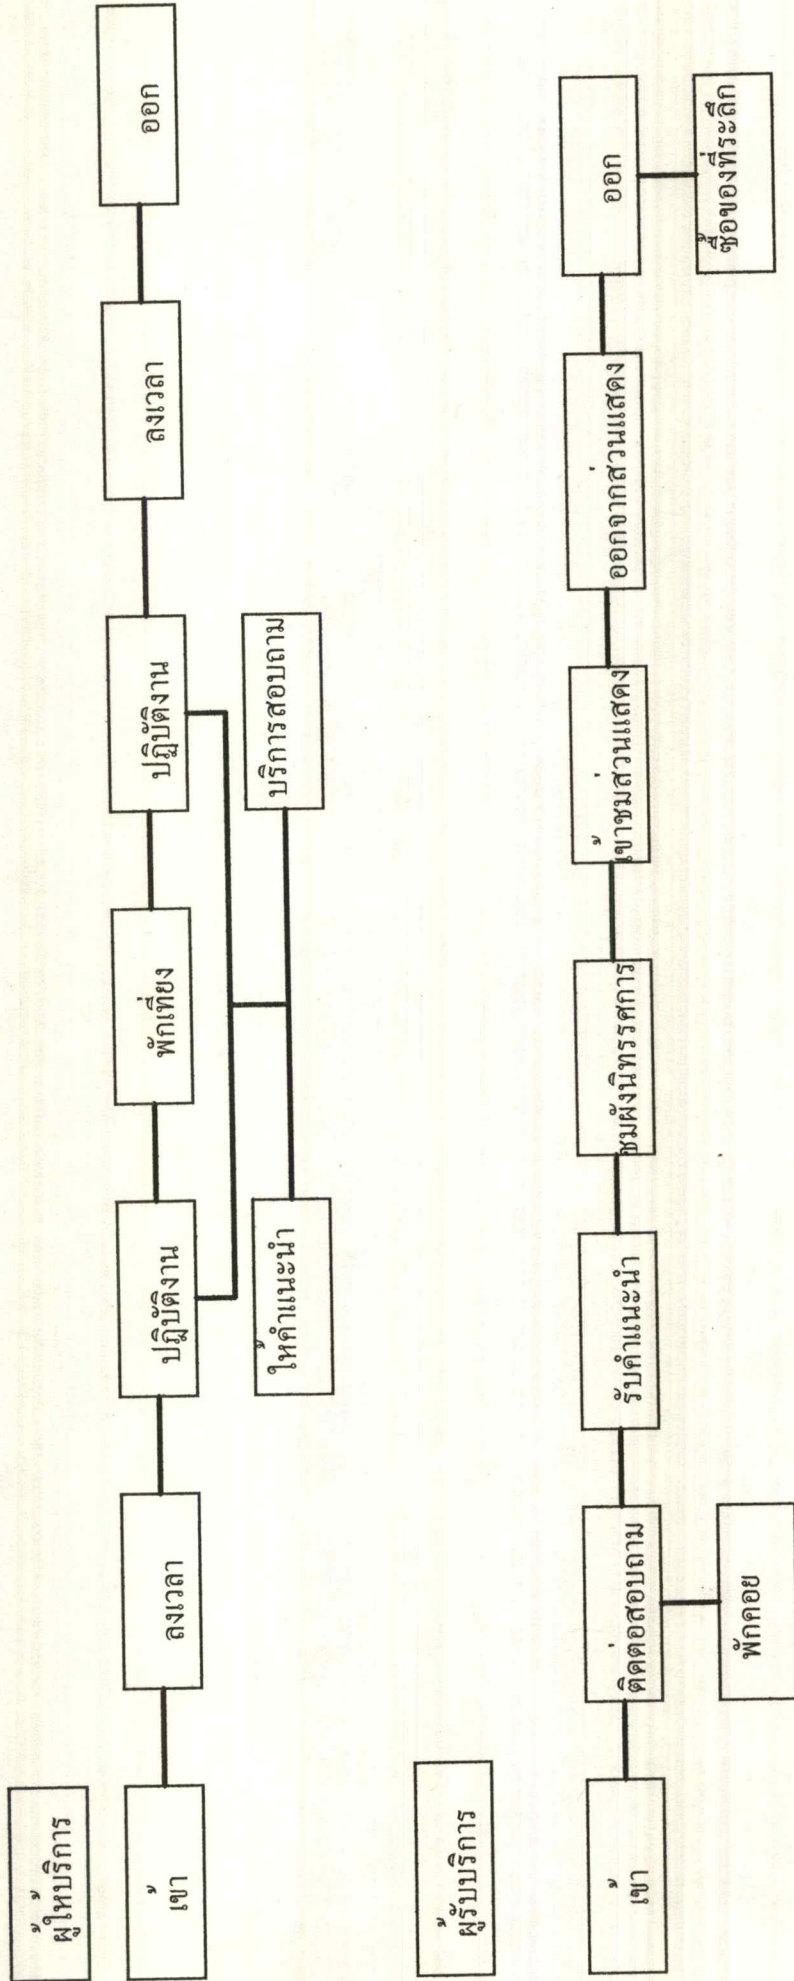 ผู้ให้บริการ
เข้า
ลงเวลา
ปฏิบัติงาน
พักเที่ยง
ปฏิบัติงาน
ลงเวลา
ออก
ให้คำแนะนำ
บริการสอบถาม
ผู้รับบริการ
เข้า
ติดต่อสอบถาม
รับคำแนะนำ
ชมผังนิทรรศการ
เข้าชมส่วนแสดง
ออกจากส่วนแสดง
ออก
พักคอย
ซื้อของที่ระลึก